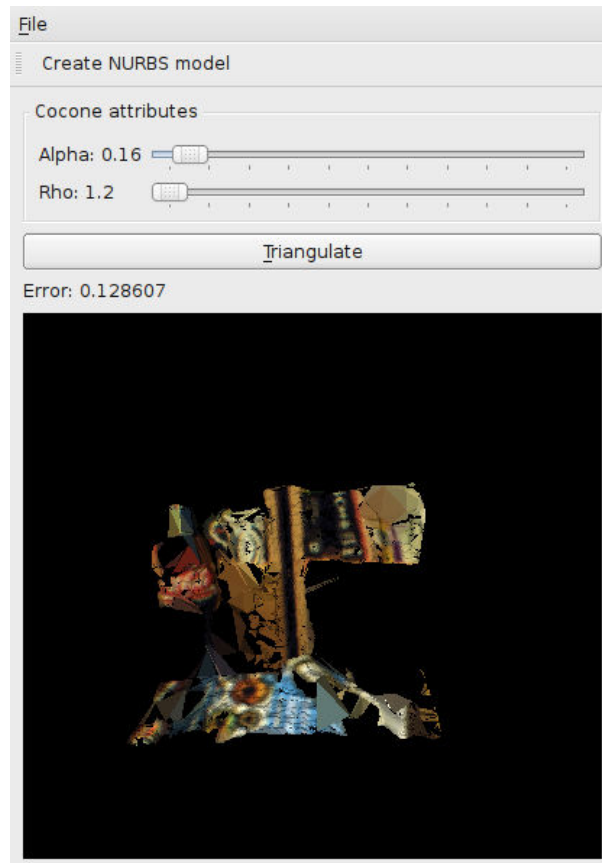 File
Create NURBS model
Cocone attributes
Alpha: 0.16
Rho: 1.2
Triangulate
Error: 0.128607